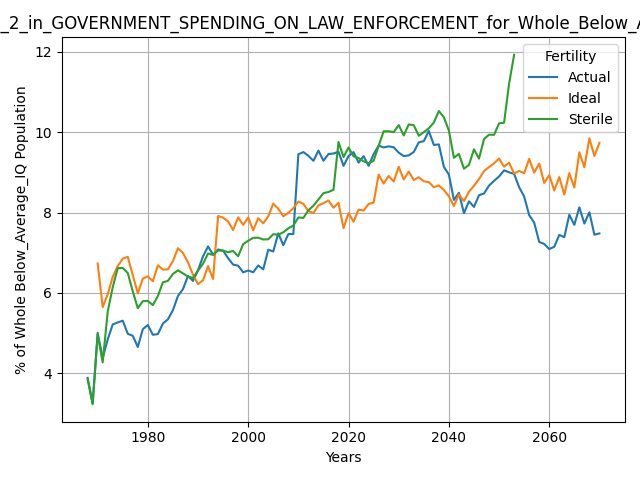 _2_in_GOVERNMENT_SPENDING_ON_LAW_ENFORCEMENT_for_Whole_Below_
Fertility
Actual
Ideal
Sterile
% of Whole Below_Average_IQ Population
12
10
8
6
4
1980
2000
2020
2040
2060
Years